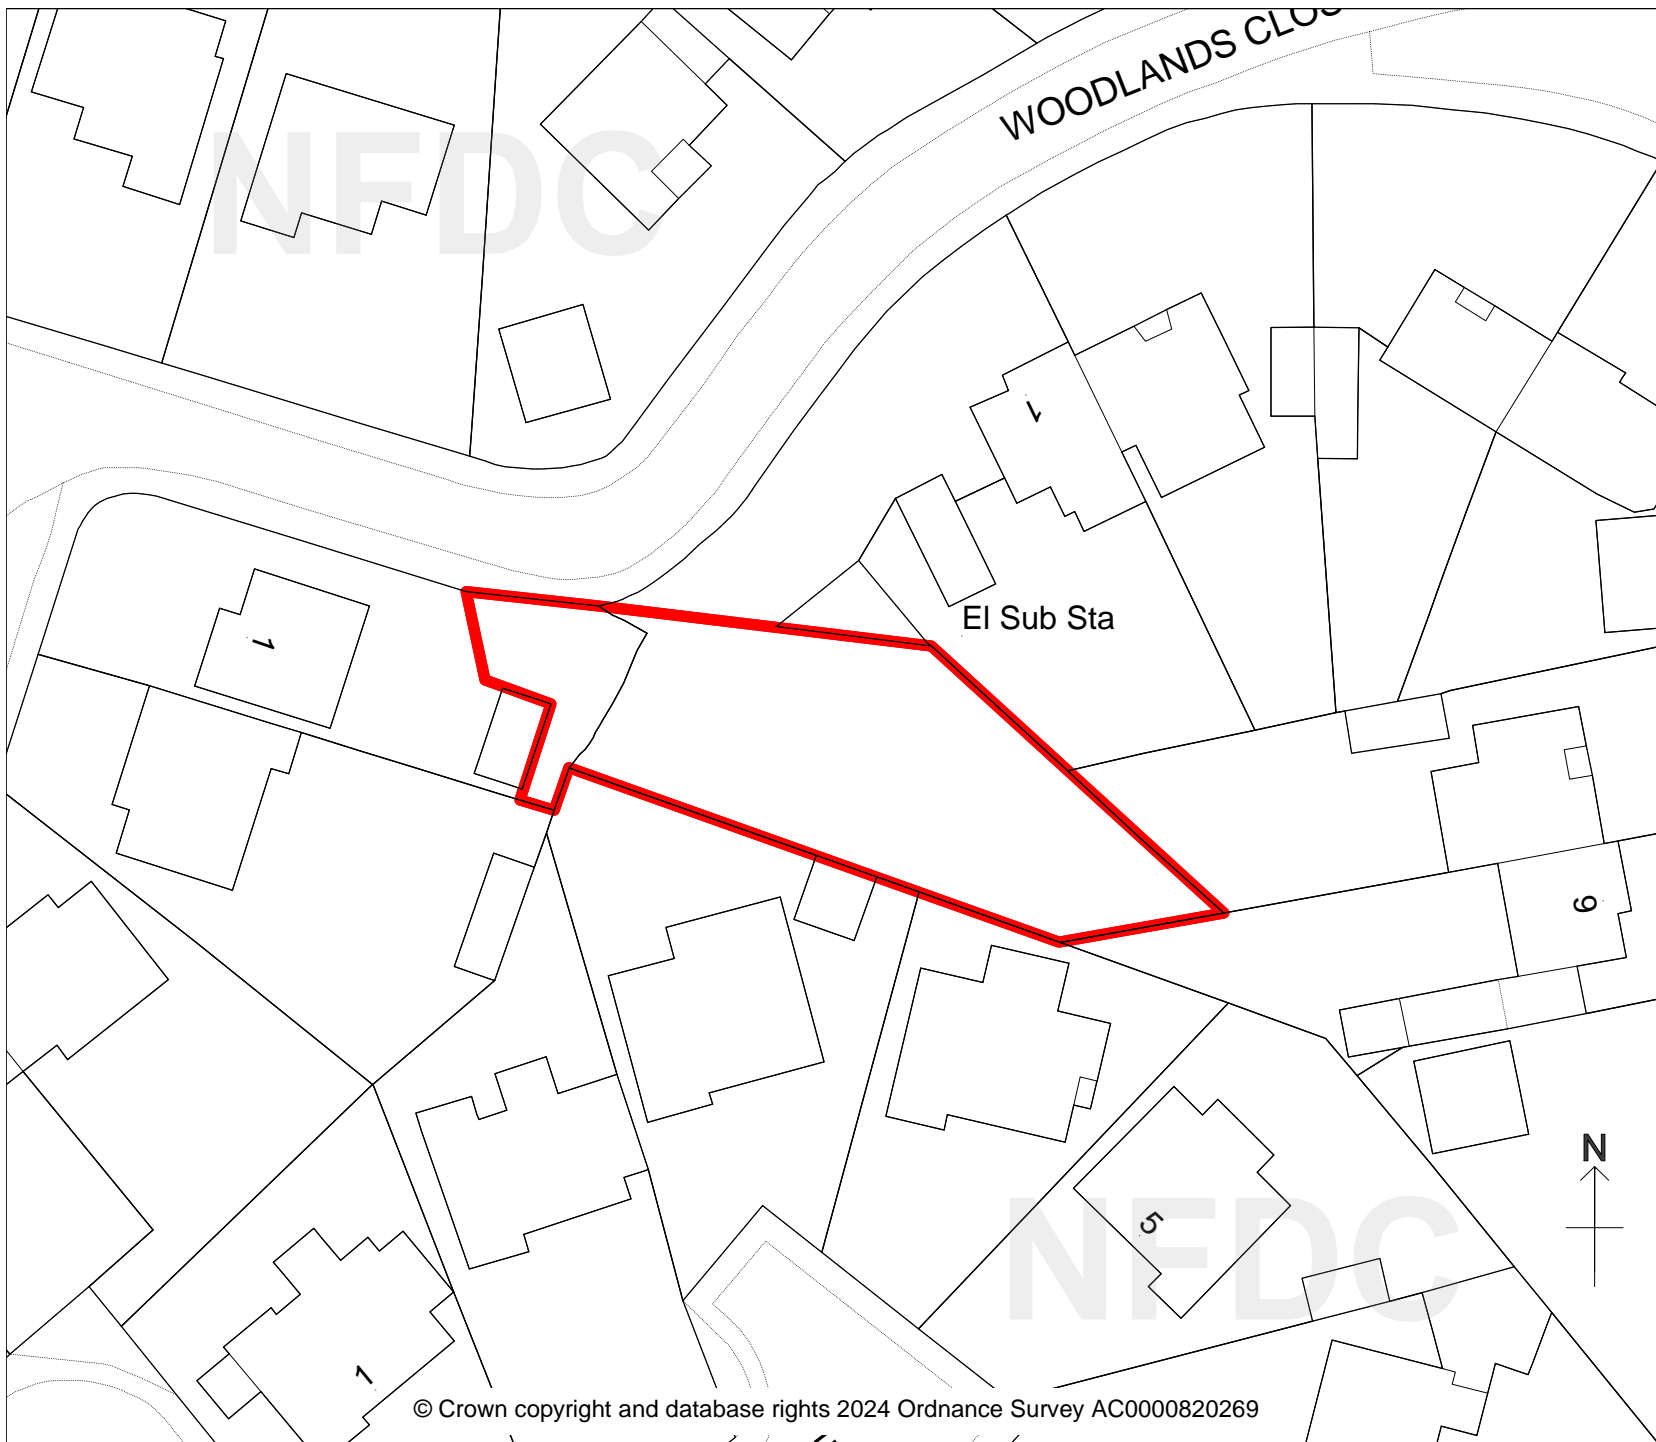 WOODLANDS CLOS
NFDC
1
El Sub Sta
1
9
N
5
NFDC
1
© Crown copyright and database rights 2024 Ordnance Survey AC0000820269